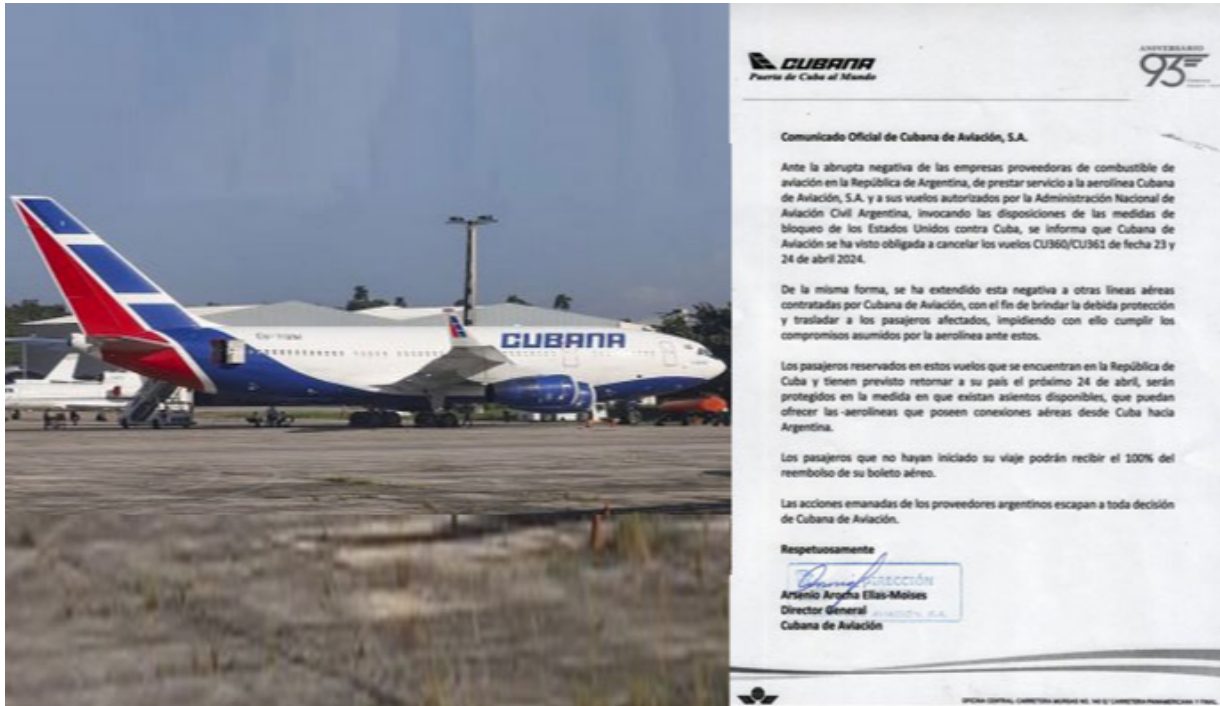 CUBANA
CUBANA
Puerta de Cuba al Mundo
ANIVERSARIO
93
Comunicado Oficial de Cubana de Aviación, S.A.
Ante la abrupta negativa de las empresas proveedoras de combustible de
aviación en la República de Argentina, de prestar servicio a la aerolínea Cubana
de Aviación, S.A. y a sus vuelos autorizados por la Administración Nacional de
Aviación Civil Argentina, invocando las disposiciones de las medidas de
bloqueo de los Estados Unidos contra Cuba, se informa que Cubana de
Aviación se ha visto obligada a cancelar los vuelos CU360/CU361 de fecha 23 y
24 de abril 2024.
De la misma forma, se ha extendido esta negativa a otras líneas aéreas
contratadas por Cubana de Aviación, con el fin de brindar la debida protección
y trasladar a los pasajeros afectados, impidiendo con ello cumplir los
compromisos asumidos por la aerolínea ante estos.
Los pasajeros reservados en estos vuelos que se encuentran en la República de
Cuba y tienen previsto retornar a su país el próximo 24 de abril, serán
protegidos en la medida en que existan asientos disponibles, que puedan
ofrecer las -aerolíneas que poseen conexiones aéreas desde Cuba hacia
Argentina.
Los pasajeros que no hayan iniciado su viaje podrán recibir el 100% del
reembolso de su boleto aéreo.
Las acciones emanadas de los proveedores argentinos escapan a toda decisión
de Cubana de Aviación.
Respetuosamente
DIRECCIÓN
Arsenio Arocha Elías-Moises
Director General
Cubana de Aviación
OFICINA CENTRAL: CARRETERA MURGAS NO. 140 E/ CARRETERA PANAMERICANA Y FINAL